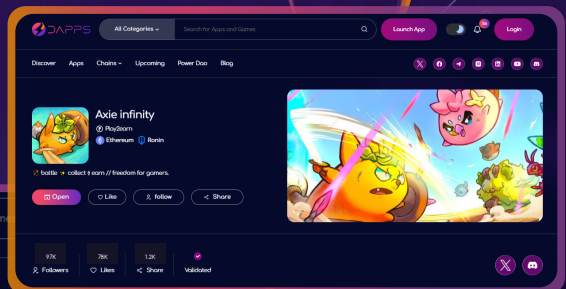 DAPPS
All Categories
Search for Apps and Games
Launch App
Login
Discover
Apps
Chains
Upcoming
Power Dao
Blog
Axie infinity
Play2earn
Ethereum
Ronin
battle
collect
earn // freedom for gamers.
Open
Like
follow
Share
97K
78K
1.2K
Followers
Likes
Share
Validated